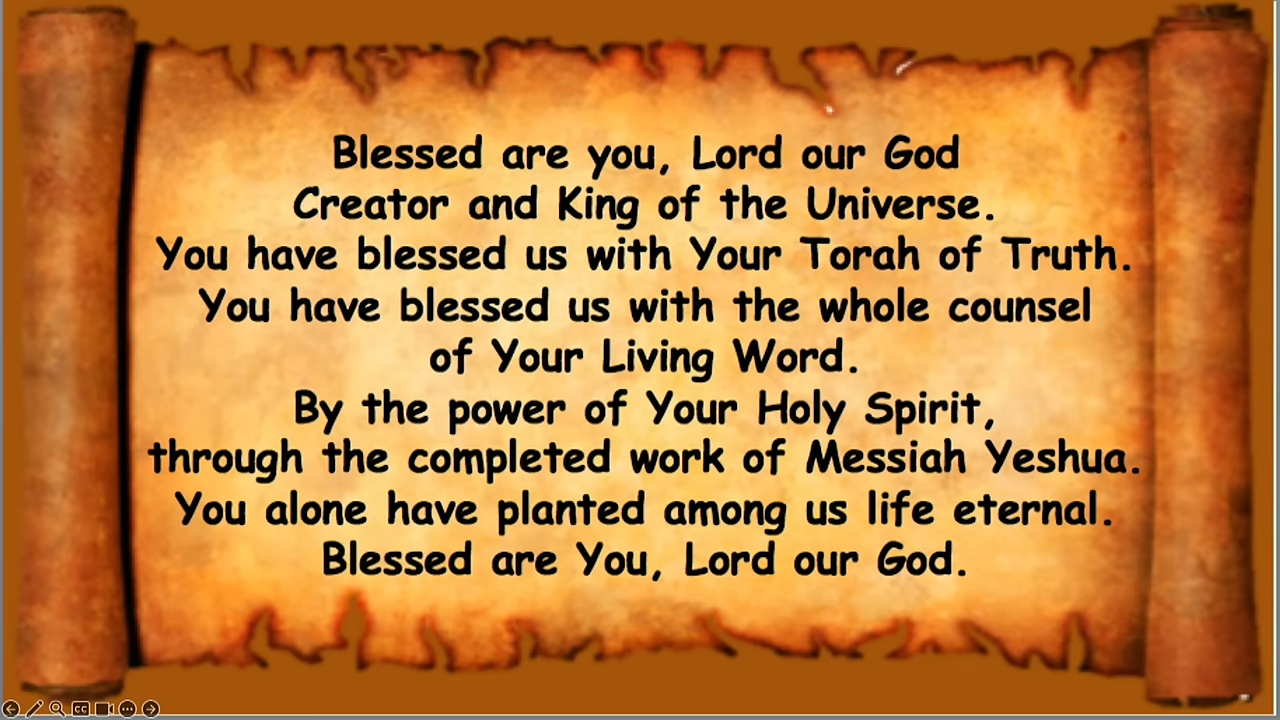 Blessed are you, Lord our God
Creator and King of the Universe.
You have blessed us with Your Torah of Truth.
You have blessed us with the whole counsel
of Your Living Word.
By the power of Your Holy Spirit,
through the completed work of Messiah Yeshua.
You alone have planted among us life eternal.
Blessed are You, Lord our God.
CC